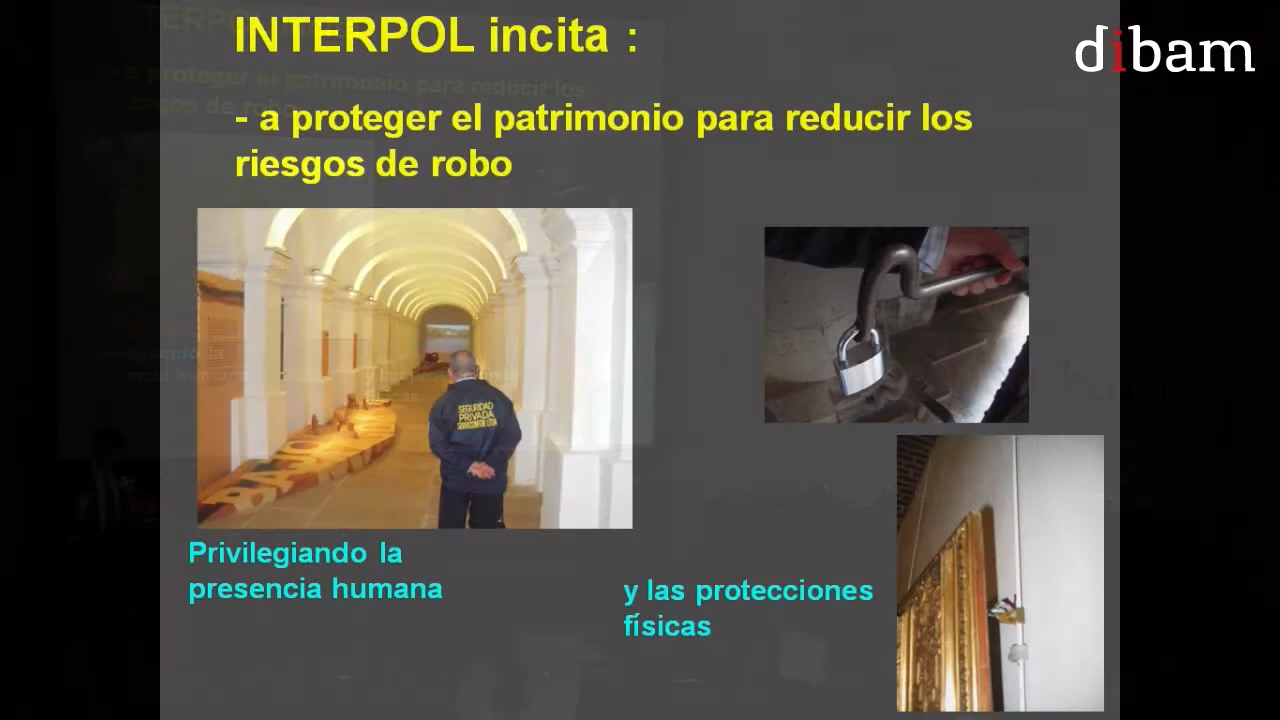 INTERPOL incita :
dibam
- a proteger el patrimonio para reducir los
riesgos de robo
SEGURIDAD
PRIVADA
Privilegiando la
presencia humana
y las protecciones
físicas